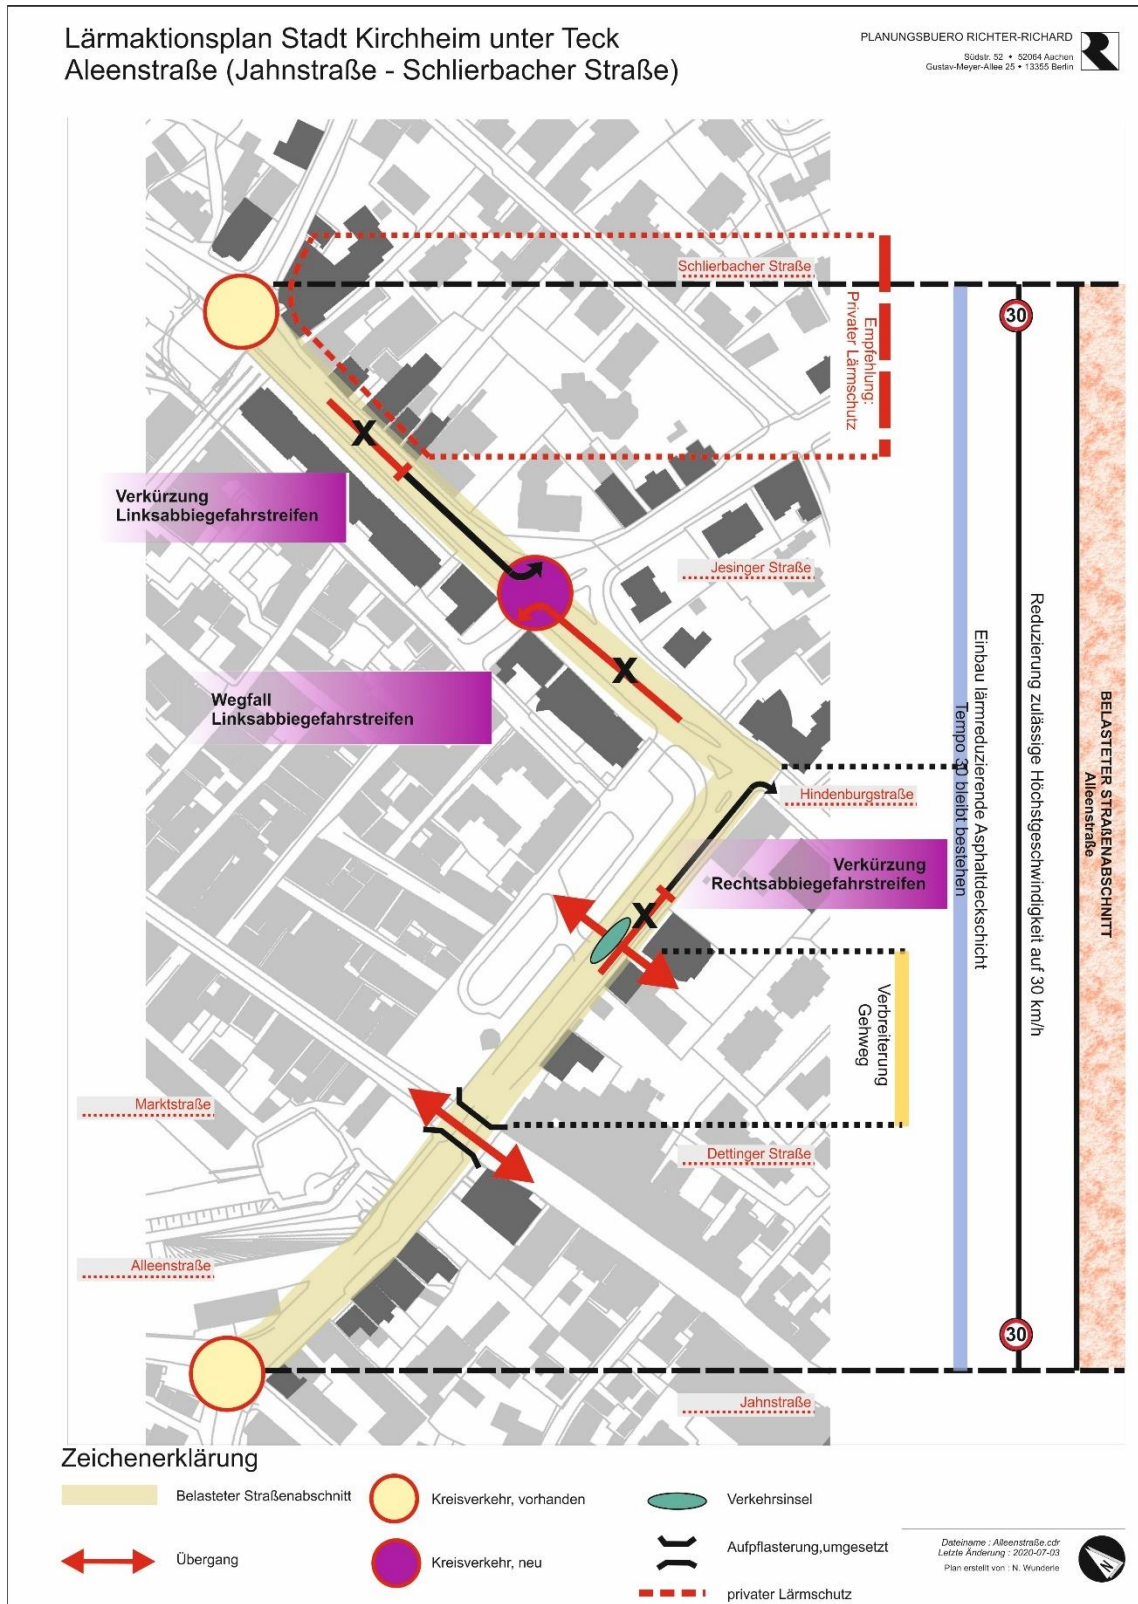 Lärmaktionsplan Stadt Kirchheim unter Teck
Aleenstraße (Jahnstraße - Schlierbacher Straße)
PLANUNGSBUERO RICHTER-RICHARD
Südstr. 52 • 52064 Aachen
Gustav-Meyer-Allee 25 • 13355 Berlin
Schlierbacher Straße
Empfehlung:
Privater Lärmschutz
30
X
Verkürzung
Linksabbiegefahrstreifen
Jesinger Straße
X
Wegfall
Linksabbiegefahrstreifen
Hindenburgstraße
Verkürzung
Rechtsabbiegefahrstreifen
X
Einbau lärmreduzierende Asphaltdeckschicht
Tempo 30 bleibt bestehen
Reduzierung zulässige Höchstgeschwindigkeit auf 30 km/h
BELASTETER STRAßENABSCHNITT
Alleenstraße
Verbreiterung
Gehweg
Marktstraße
Dettinger Straße
Alleenstraße
30
Jahnstraße
Zeichenerklärung
Belasteter Straßenabschnitt
Kreisverkehr, vorhanden
Verkehrsinsel
Übergang
Kreisverkehr, neu
Aufpflasterung,umgesetzt
privater Lärmschutz
Dateiname : Alleenstraße.cdr
Letzte Änderung : 2020-07-03
Plan erstellt von : N. Wunderle
N